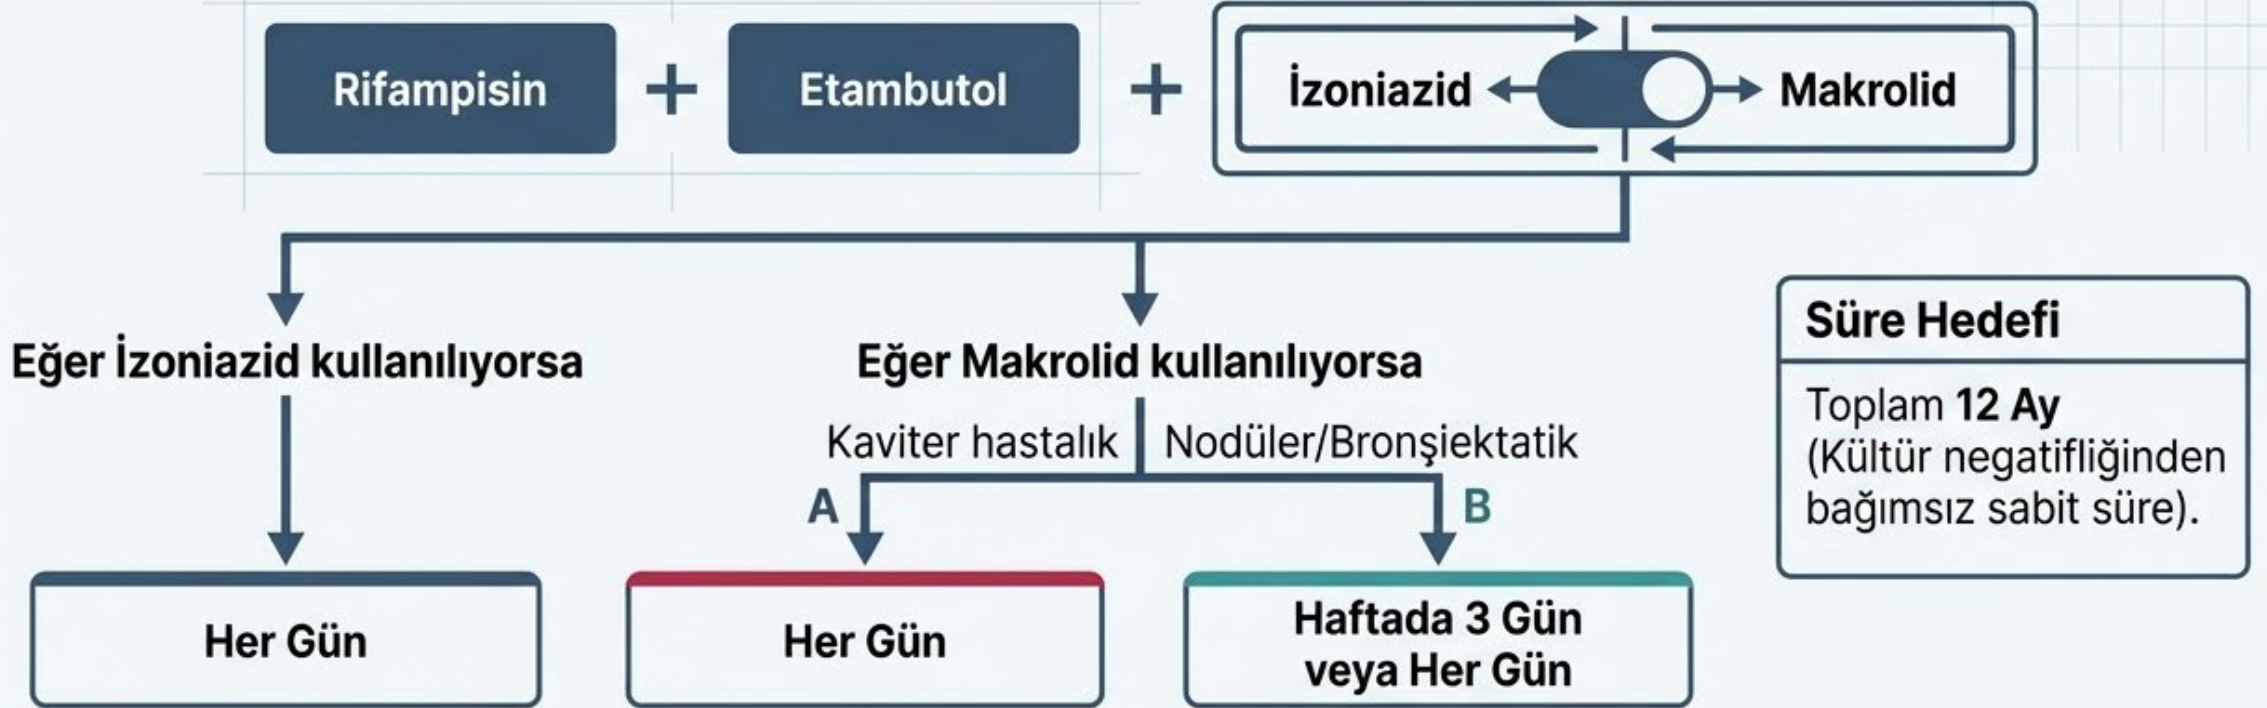 Rifampisin
+
Etambutol
+
İzoniazid
Makrolid
Eğer İzoniazid kullanılıyorsa
Eğer Makrolid kullanılıyorsa
Kaviter hastalık
Nodüler/Bronşiektatik
A
B
Her Gün
Her Gün
Haftada 3 Gün
veya Her Gün
Süre Hedefi
Toplam 12 Ay
(Kültür negatifliğinden
bağımsız sabit süre).